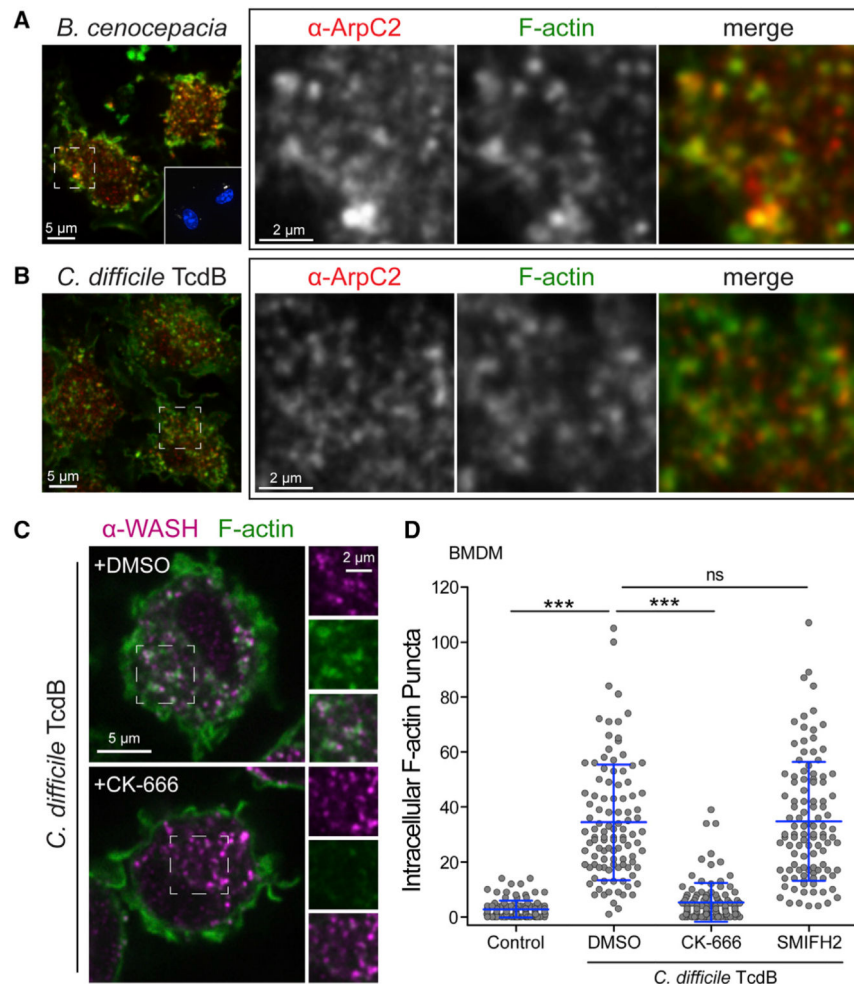 A
B. cenocepacia
α-ArpC2
F-actin
merge
5 μm
2 μm
B
C. difficile TcdB
α-ArpC2
F-actin
merge
5 μm
2 μm
C
α-WASH F-actin
C. difficile TcdB
+DMSO
2 μm
5 μm
+CK-666
D
BMDM
ns
*** ***
Intracellular F-actin Puncta
120
100
80
60
40
20
0
Control DMSO CK-666 SMIFH2
C. difficile TcdB